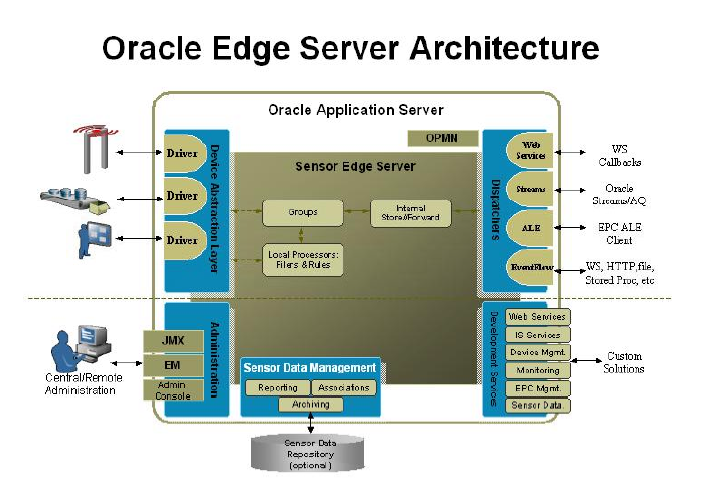 Oracle Edge Server Architecture
Oracle Application Server
OPMN
Driver
Driver
Driver
Device Abstraction Layer
Sensor Edge Server
Groups
Internal
Store//Forward
Local Processors:
Filers & Rules
Dispatchers
Web
Services
Streams
ALE
EventFlow
WS
Callbacks
Oracle
Streams/AQ
EPC ALE
Client
WS, HTTP,file,
Stored Proc, etc
Central/Remote
Administration
JMX
EM
Admin
Console
Administration
Sensor Data Management
Reporting
Associations
Archiving
Sensor Data
Repository
(optional)
Development Services
Web Services
IS Services
Device Mgmt.
Monitoring
EPC Mgmt.
Sensor Data.
Custom
Solutions